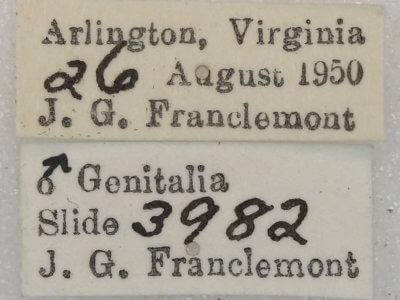 Arlington, Virginia
26 August 1950
J. G. Franclemont
♂ Genitalia
Slide 3982
J. G. Franclemont